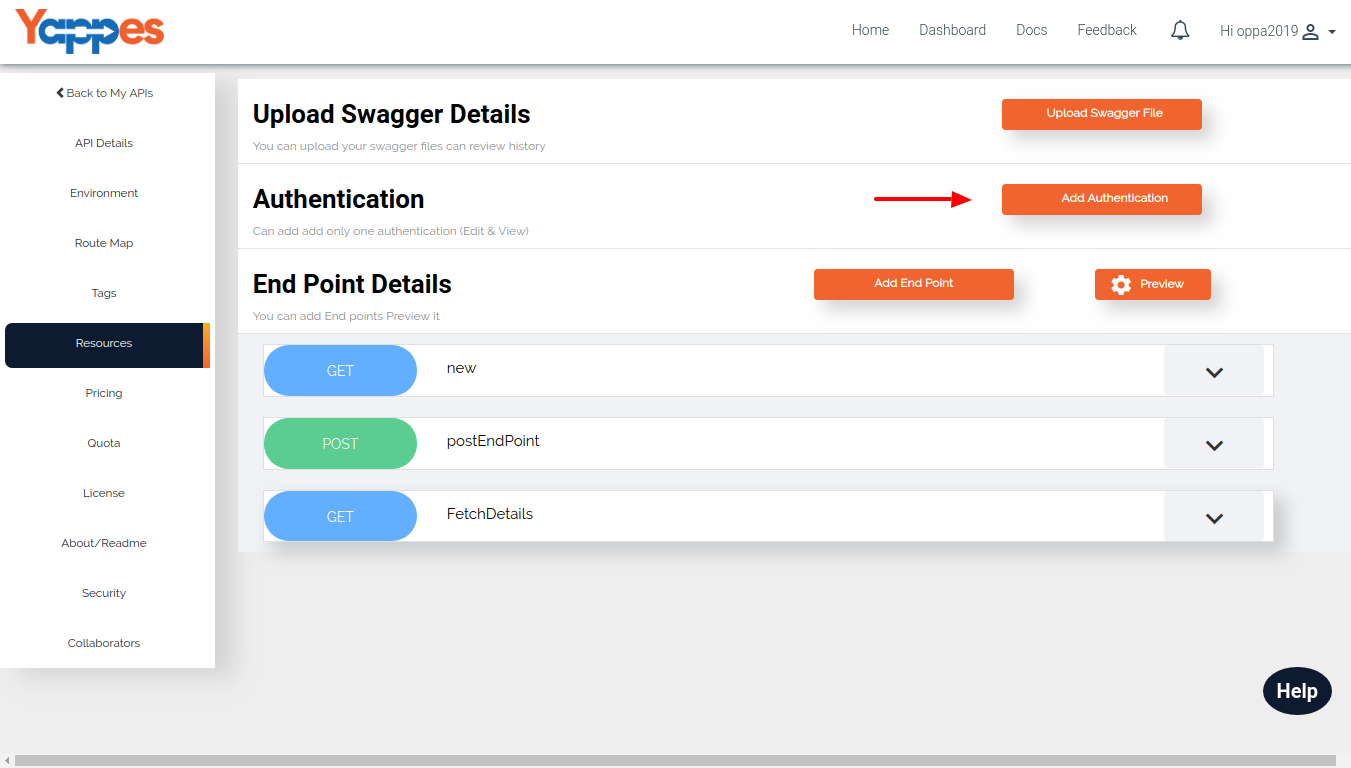 Yappes
Home Dashboard Docs Feedback Hi oppa2019
Back to My APIs
API Details
Environment
Route Map
Tags
Resources
Pricing
Quota
License
About/Readme
Security
Collaborators
Upload Swagger Details
Upload Swagger File
You can upload your swagger files can review history
Authentication
Add Authentication
Can add add only one authentication (Edit & View)
End Point Details
Add End Point
Preview
You can add End points Preview it
GET new
POST postEndPoint
GET FetchDetails
Help